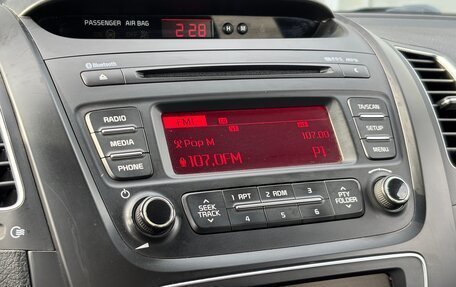 PASSENGER AIR BAG
2:28
H M
Bluetooth
RADIO
MEDIA
PHONE
FM1
Pop M
107.00
107.0FM
TA/SCAN
SETUP
MENU
SEEK
TRACK
1 RPT 2 RDM 3
4 5 6
PTY
FOLDER